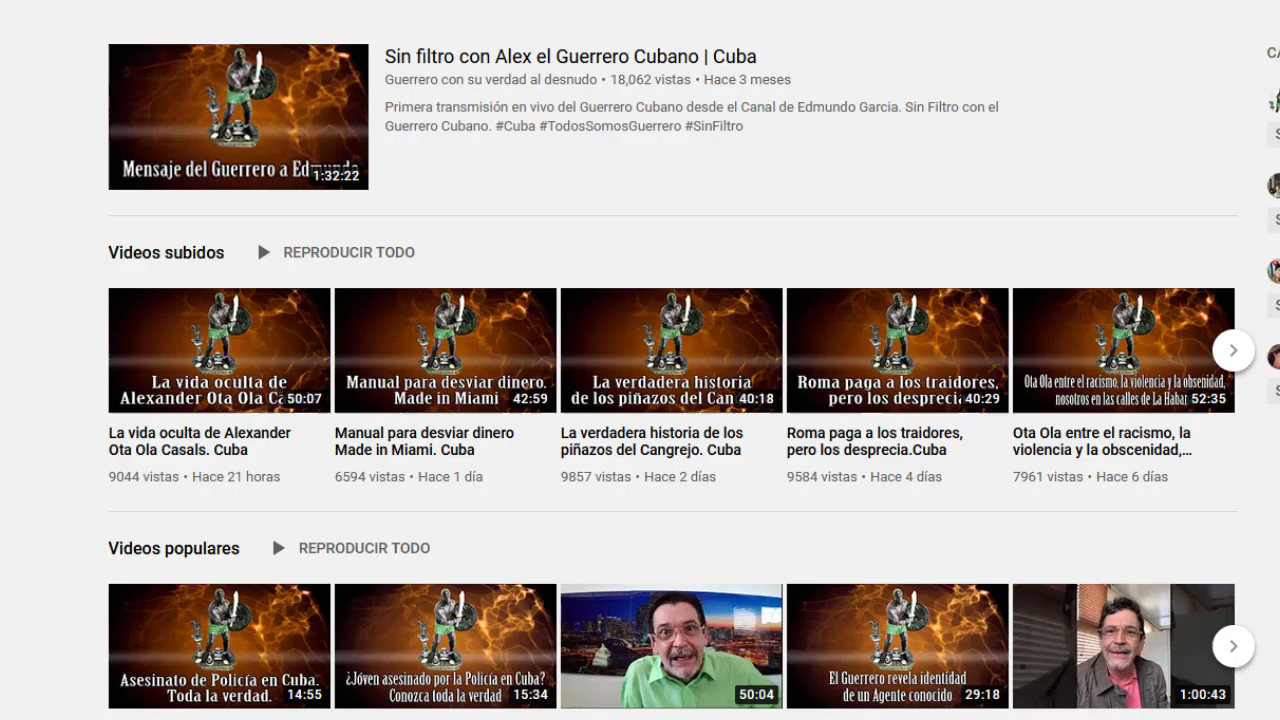 Mensaje del Guerrero a
1:32:22
Sin filtro con Alex el Guerrero Cubano | Cuba
Guerrero con su verdad al desnudo • 18,062 vistas • Hace 3 meses
Primera transmisión en vivo del Guerrero Cubano desde el Canal de Edmundo Garcia. Sin Filtro con el
Guerrero Cubano. #Cuba #TodosSomosGuerrero #SinFiltro
Videos subidos
REPRODUCIR TODO
La vida oculta de
Alexander Ota Ola
50:07
La vida oculta de Alexander
Ota Ola Casals. Cuba
9044 vistas • Hace 21 horas
Manual para desviar dinero.
Made in Miami
42:59
Manual para desviar dinero
Made in Miami. Cuba
6594 vistas • Hace 1 día
La verdadera historia
de los piñazos del
40:18
La verdadera historia de los
piñazos del Cangrejo. Cuba
9857 vistas • Hace 2 días
Roma paga a los traidores,
pero los
40:29
Roma paga a los traidores,
pero los desprecia.Cuba
9584 vistas • Hace 4 días
Ota Ola entre el racismo, la violencia y la obsenidad,
nosotros en las calles de La
52:35
Ota Ola entre el racismo, la
violencia y la obscenidad,...
7961 vistas • Hace 6 días
Videos populares
REPRODUCIR TODO
Asesinato de Policía en Cuba.
Toda la verdad.
14:55
¿Jóven asesinado por la Policía en Cuba?
Conozca toda la verdad
15:34
50:04
El Guerrero revela identidad
de un Agente conocido
29:18
1:00:43